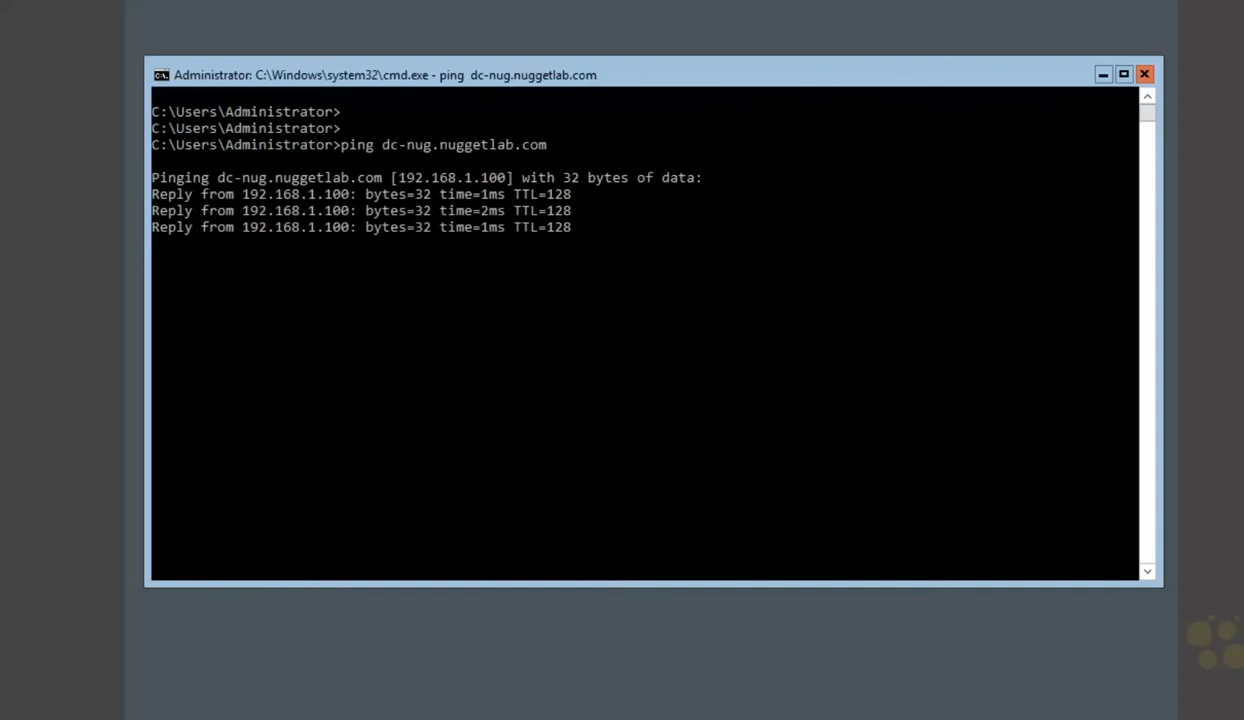 Administrator: C:\Windows\system32\cmd.exe - ping  dc-nug.nuggetlab.com
C:\Users\Administrator>
C:\Users\Administrator>
C:\Users\Administrator>ping dc-nug.nuggetlab.com
Pinging dc-nug.nuggetlab.com [192.168.1.100] with 32 bytes of data:
Reply from 192.168.1.100: bytes=32 time=1ms TTL=128
Reply from 192.168.1.100: bytes=32 time=2ms TTL=128
Reply from 192.168.1.100: bytes=32 time=1ms TTL=128